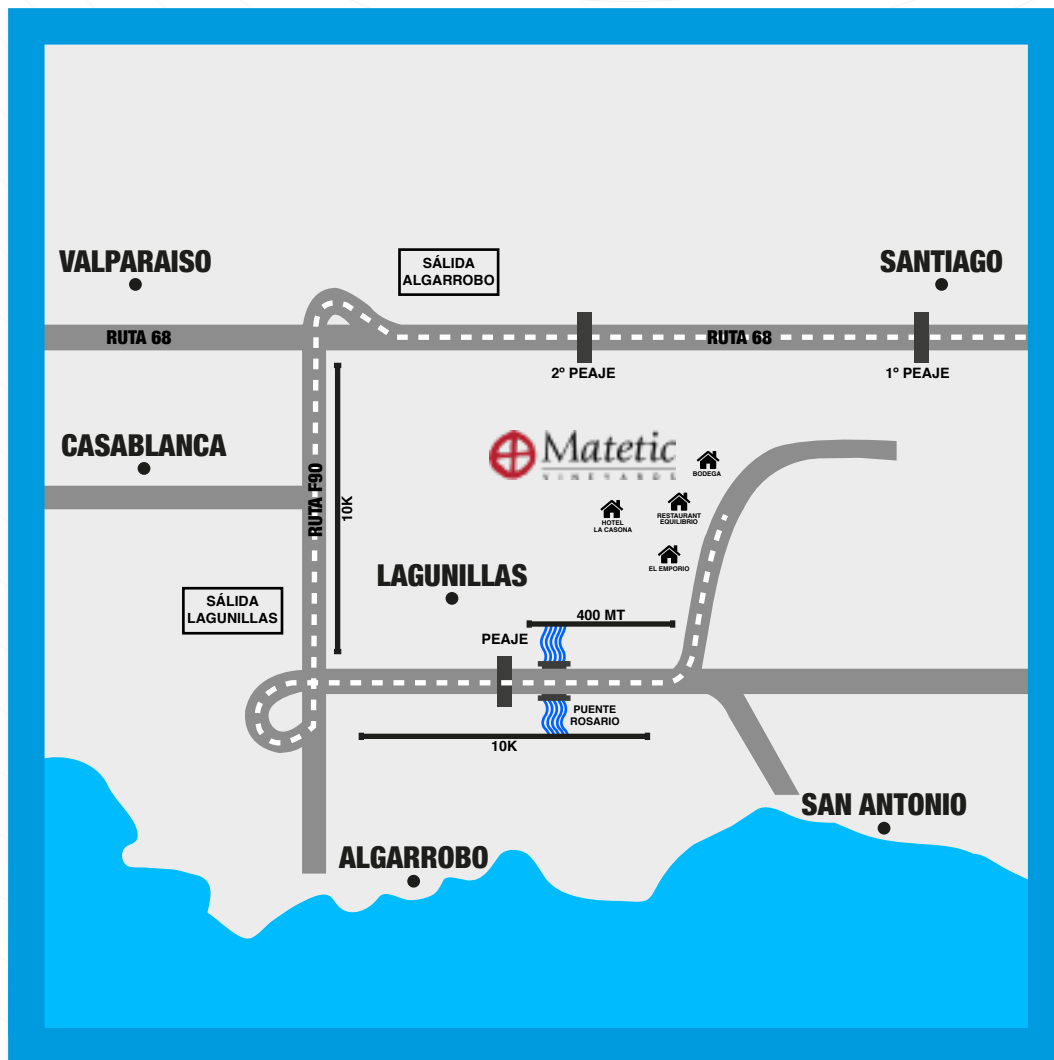 VALPARAISO
SÁLIDA
ALGARROBO
SANTIAGO
RUTA 68
RUTA 68
2º PEAJE
1º PEAJE
CASABLANCA
Matetic
VINEYARDS
BODEGA
RUTA F90
10K
HOTEL
LA CASONA
RESTAURANT
EQUILIBRIO
EL EMPORIO
LAGUNILLAS
SÁLIDA
LAGUNILLAS
400 MT
PEAJE
PUENTE
ROSARIO
10K
SAN ANTONIO
ALGARROBO